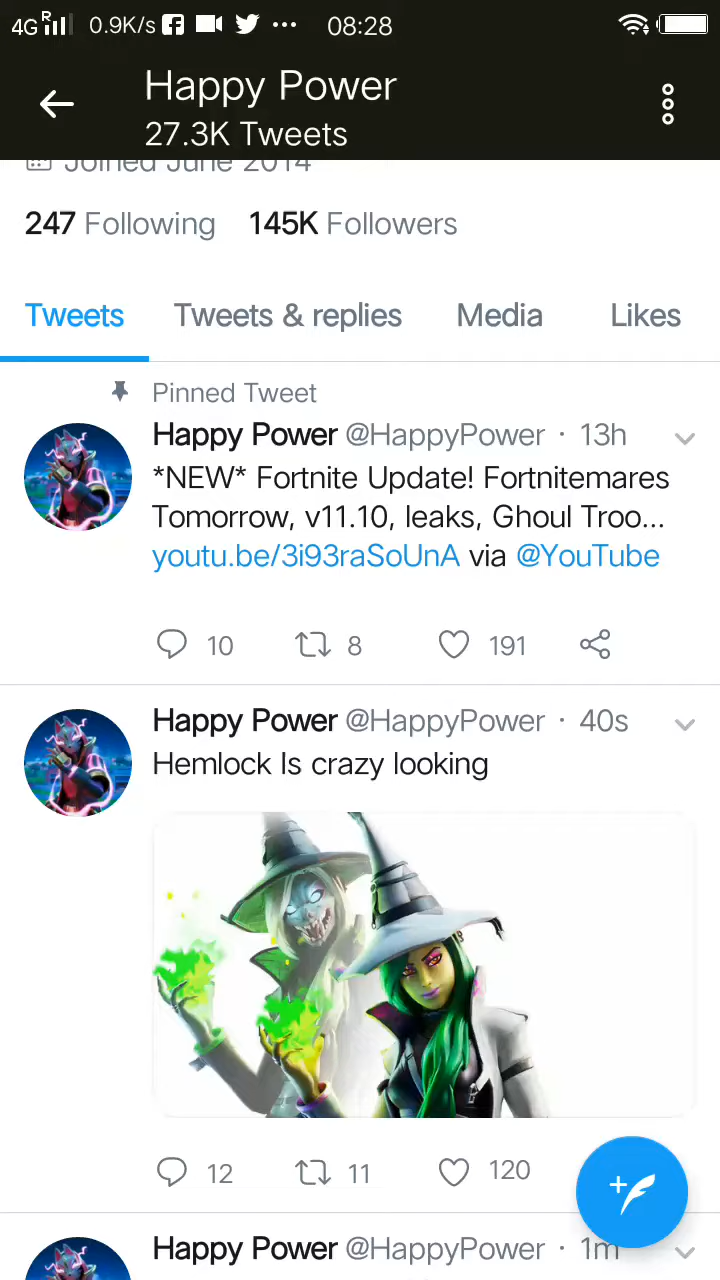 4G R 0.9K/s 08:28
Happy Power
27.3K Tweets
Joined June 2014
247 Following 145K Followers
Tweets Tweets & replies Media Likes
Pinned Tweet
Happy Power @HappyPower · 13h
*NEW* Fortnite Update! Fortnitemares
Tomorrow, v11.10, leaks, Ghoul Troo...
youtu.be/3i93raSoUnA via @YouTube
10 8 191
Happy Power @HappyPower · 40s
Hemlock Is crazy looking
12 11 120
Happy Power @HappyPower · 1m